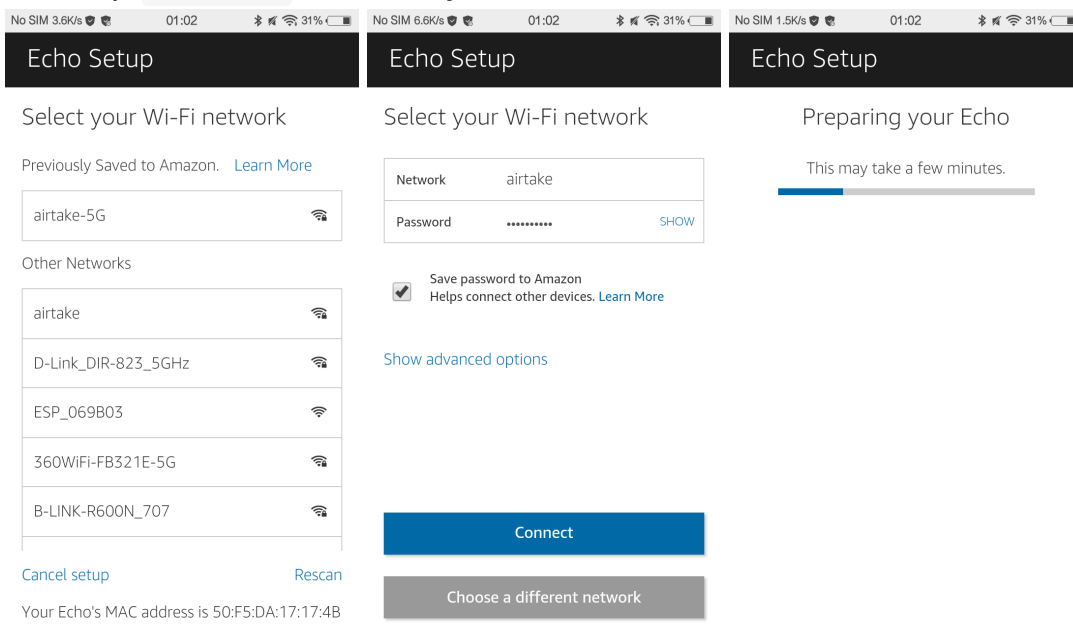 No SIM 3.6K/s 01:02 31%
Echo Setup
Select your Wi-Fi network
Previously Saved to Amazon. Learn More
airtake-5G
Other Networks
airtake
D-Link_DIR-823_5GHz
ESP_069B03
360WiFi-FB321E-5G
B-LINK-R600N_707
Cancel setup Rescan
Your Echo's MAC address is 50:F5:DA:17:17:4B
No SIM 6.6K/s 01:02 31%
Echo Setup
Select your Wi-Fi network
Network airtake
Password •••••••••• SHOW
Save password to Amazon
Helps connect other devices. Learn More
Show advanced options
Connect
Choose a different network
No SIM 1.5K/s 01:02 31%
Echo Setup
Preparing your Echo
This may take a few minutes.